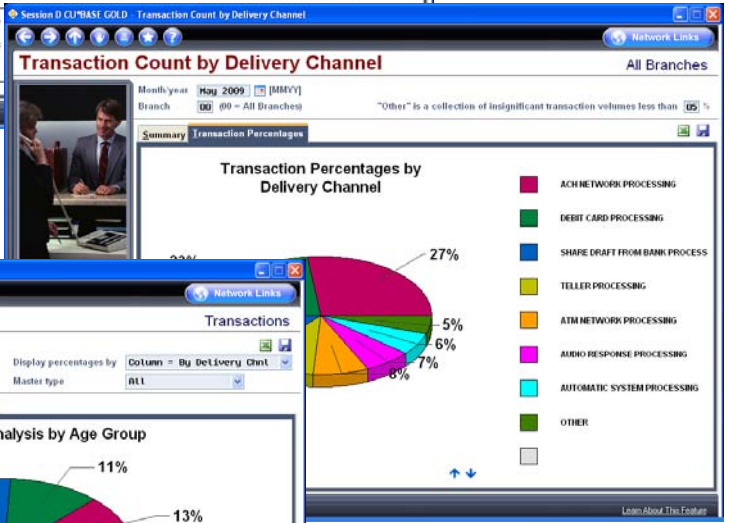 Session D CU*BASE GOLD - Transaction Count by Delivery Channel
Network Links
Transaction Count by Delivery Channel
All Branches
Month/year May 2009 [MMYY]
Branch 00 (00 = All Branches)
"Other" is a collection of insignificant transaction volumes less than 05 %
Summary Transaction Percentages
Transaction Percentages by
Delivery Channel
27%
5%
6%
7%
8%
ACH NETWORK PROCESSING
DEBIT CARD PROCESSING
SHARE DRAFT FROM BANK PROCESS
TELLER PROCESSING
ATM NETWORK PROCESSING
AUDIO RESPONSE PROCESSING
AUTOMATIC SYSTEM PROCESSING
OTHER
Learn About This Feature
Network Links
Transactions
Display percentages by Column = By Delivery Chnl
Master type All
alysis by Age Group
11%
13%